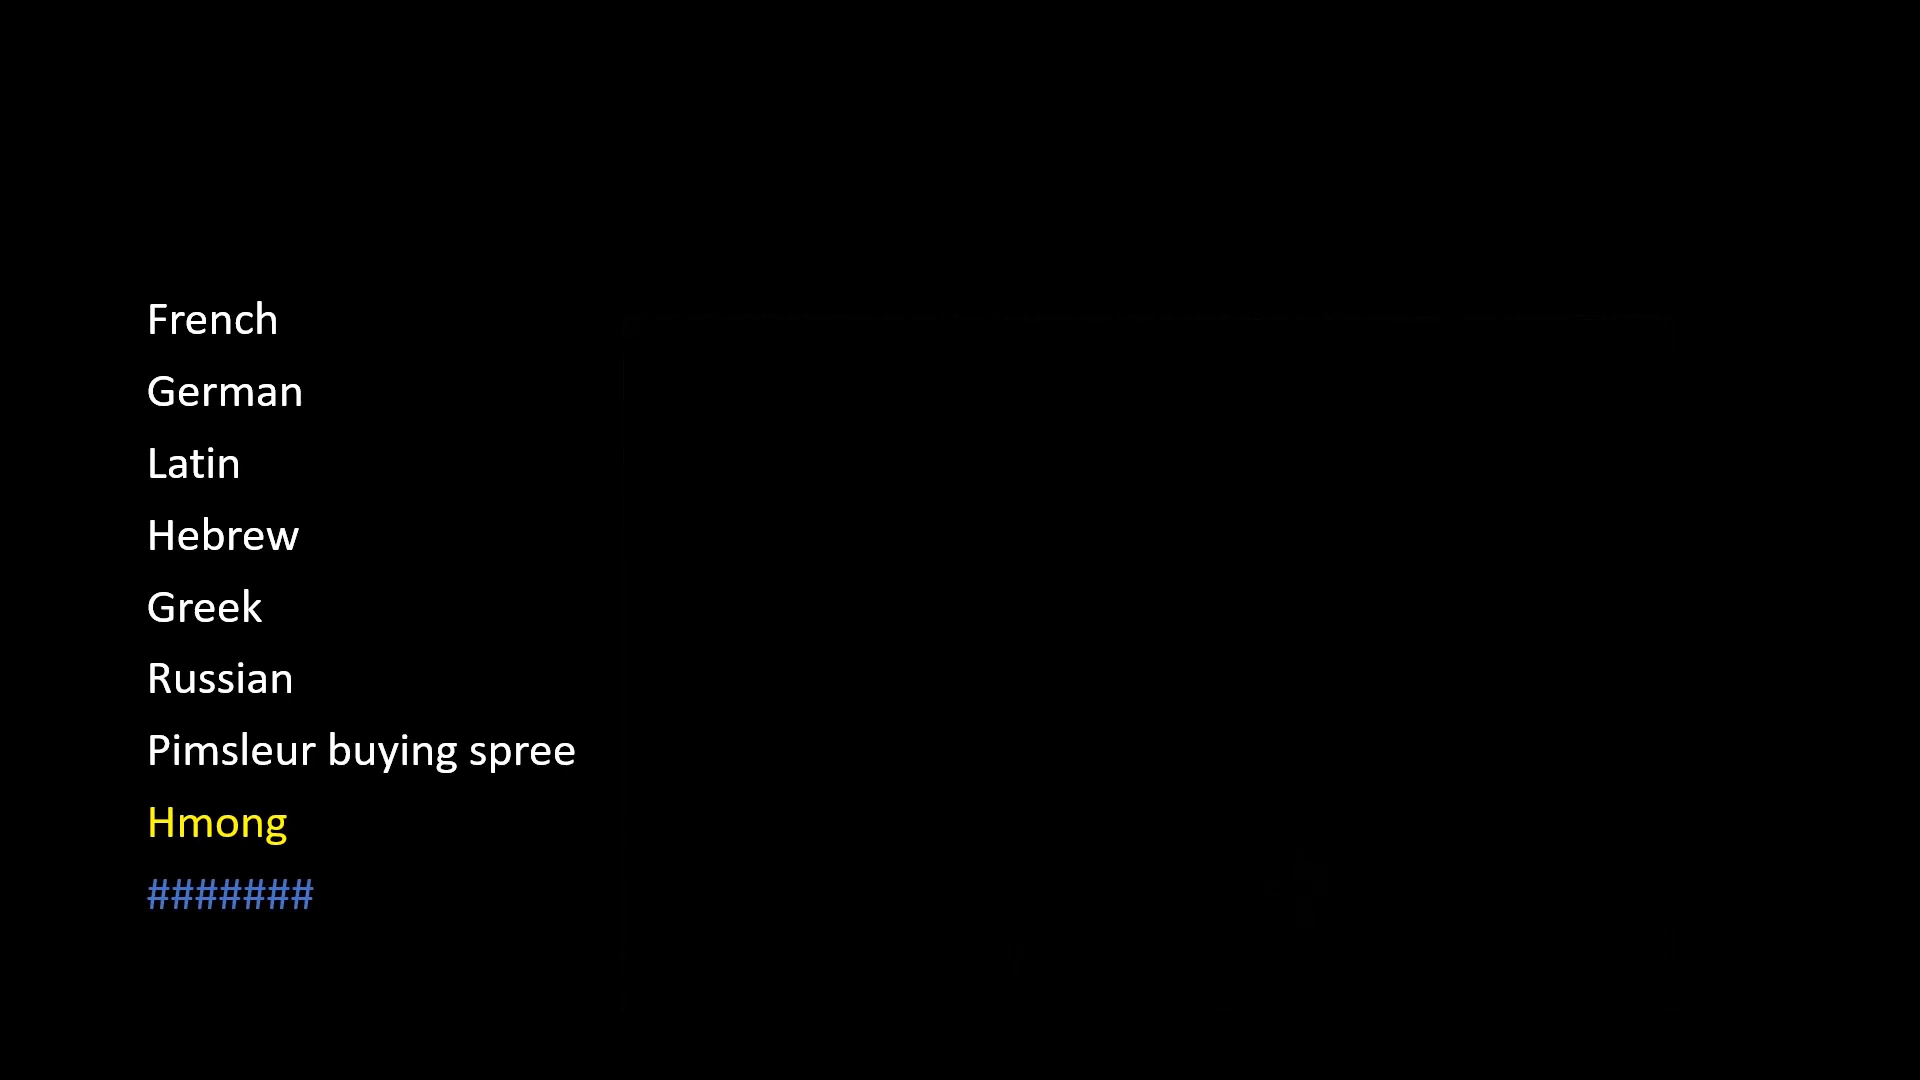 French
German
Latin
Hebrew
Greek
Russian
Pimsleur buying spree
Hmong
#######